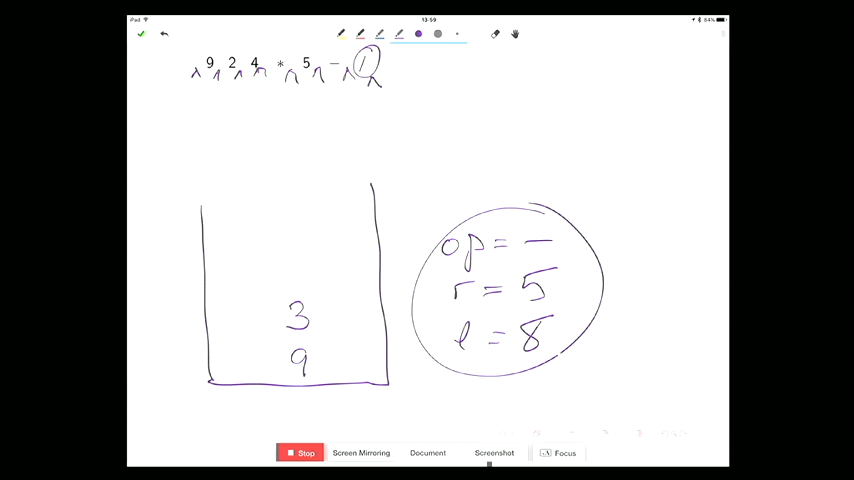 iPad 13:59 84%
9 2 4 * 5 - /
3
9
op = -
r = 5
l = 8
Stop Screen Mirroring Document Screenshot Focus